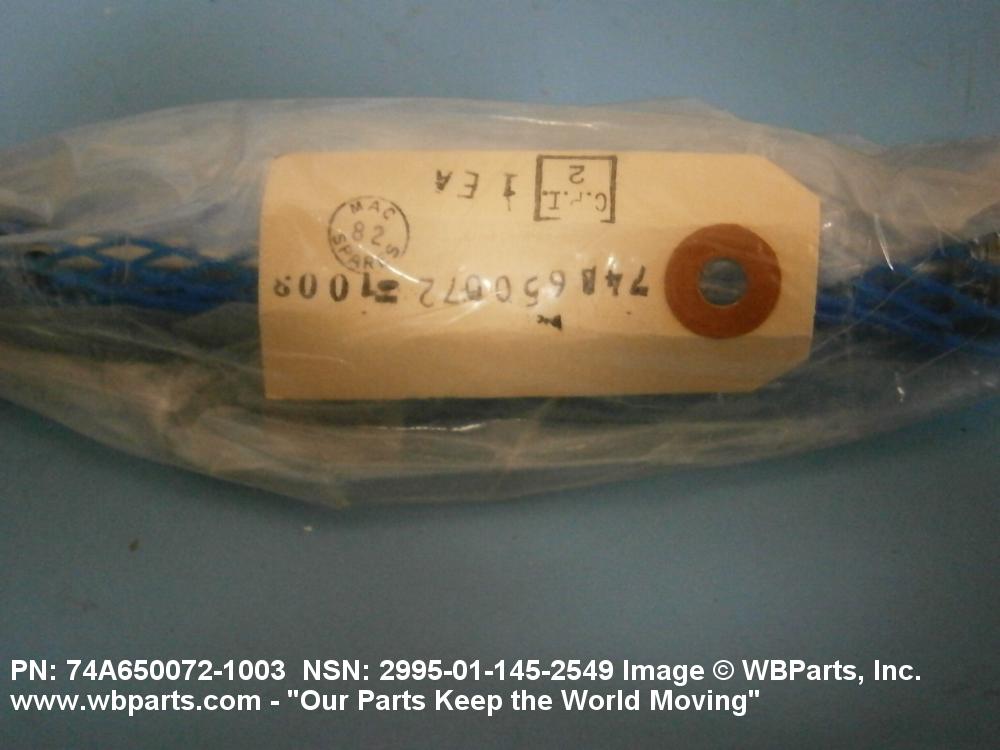 74A650072-1003
MAC
82
SPARES
1 EA
2
PN: 74A650072-1003 NSN: 2995-01-145-2549 Image © WBParts, Inc.
www.wbparts.com - "Our Parts Keep the World Moving"